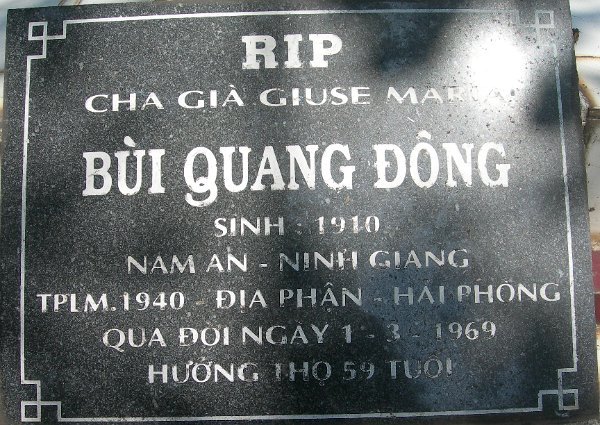 RIP
CHA GIÀ GIUSE MARIA
BÙI QUANG ĐÔNG
SINH : 1910
NAM AN - NINH GIANG
TPLM.1940 - ĐỊA PHẬN - HẢI PHÒNG
QUA ĐỜI NGÀY 1 - 3 - 1969
HƯỞNG THỌ 59 TUỔI